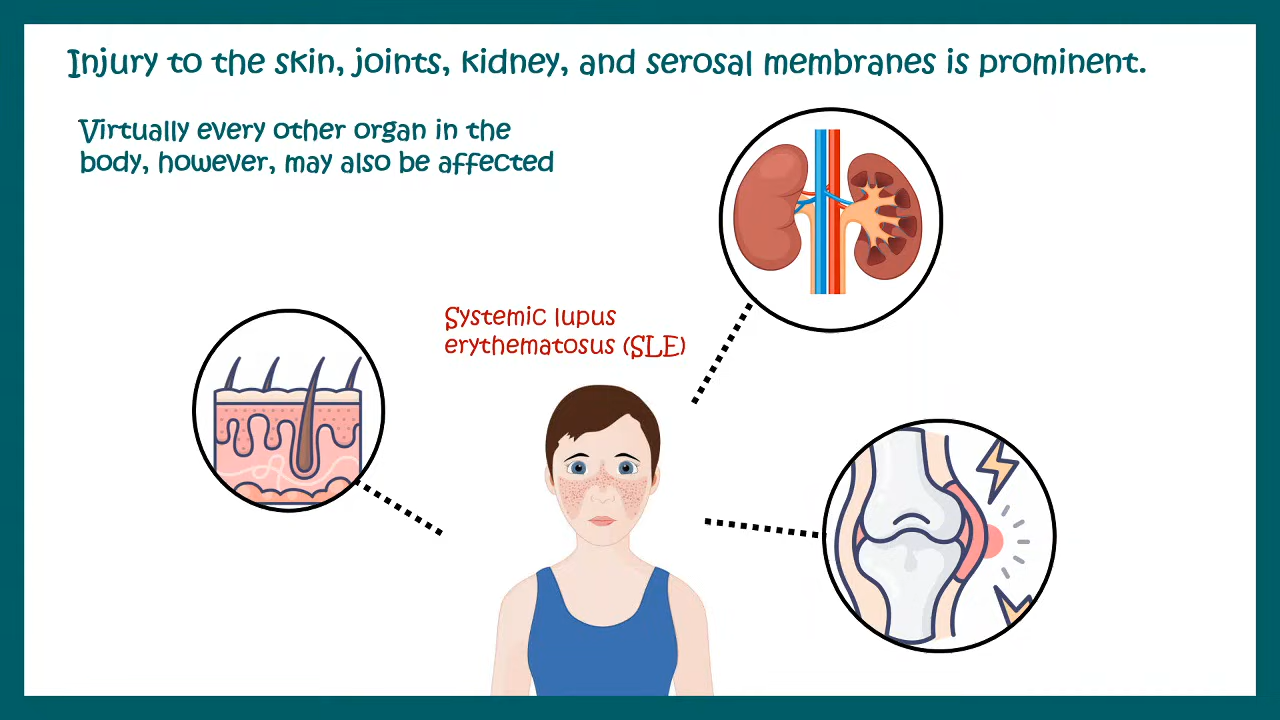 Injury to the skin, joints, kidney, and serosal membranes is prominent.
Virtually every other organ in the
body, however, may also be affected
Systemic lupus
erythematosus (SLE)